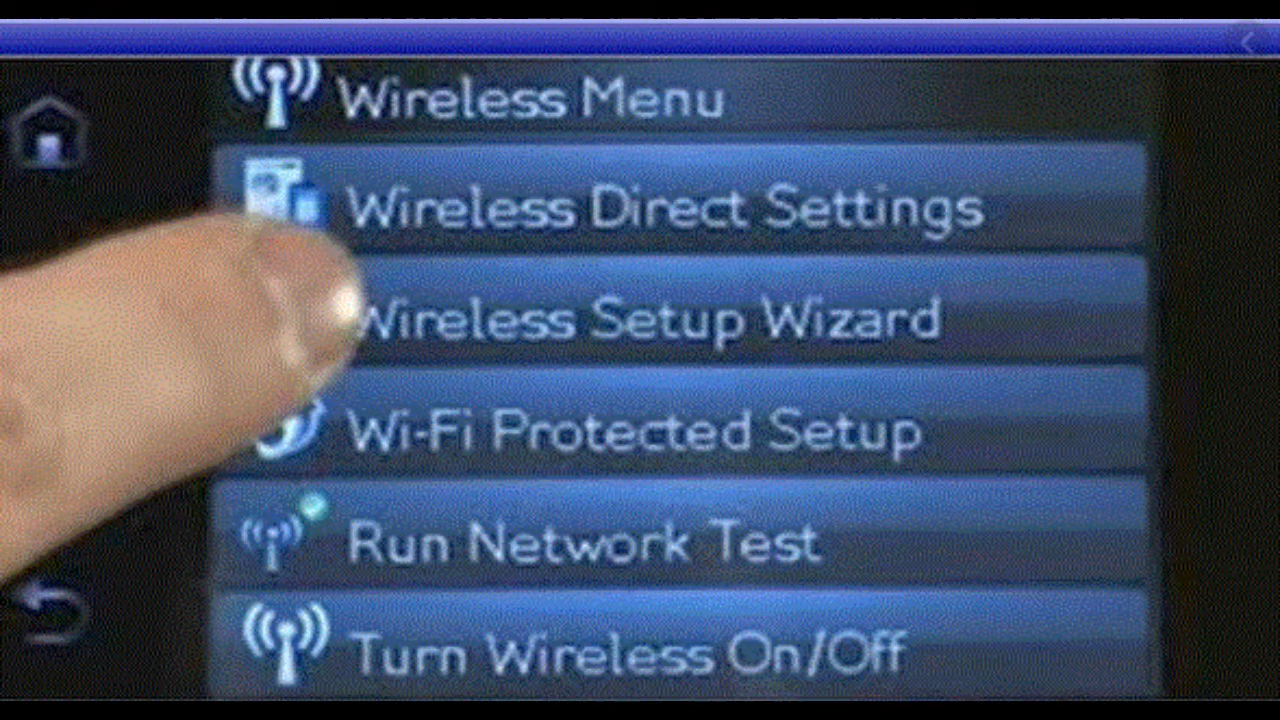 Wireless Menu
Wireless Direct Settings
Wireless Setup Wizard
Wi-Fi Protected Setup
Run Network Test
Turn Wireless On/Off